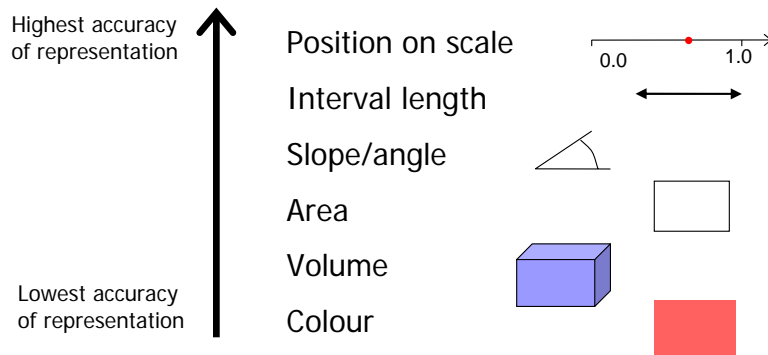 Highest accuracy
of representation
Position on scale
0.0
1.0
Interval length
Slope/angle
Area
Volume
Lowest accuracy
of representation
Colour